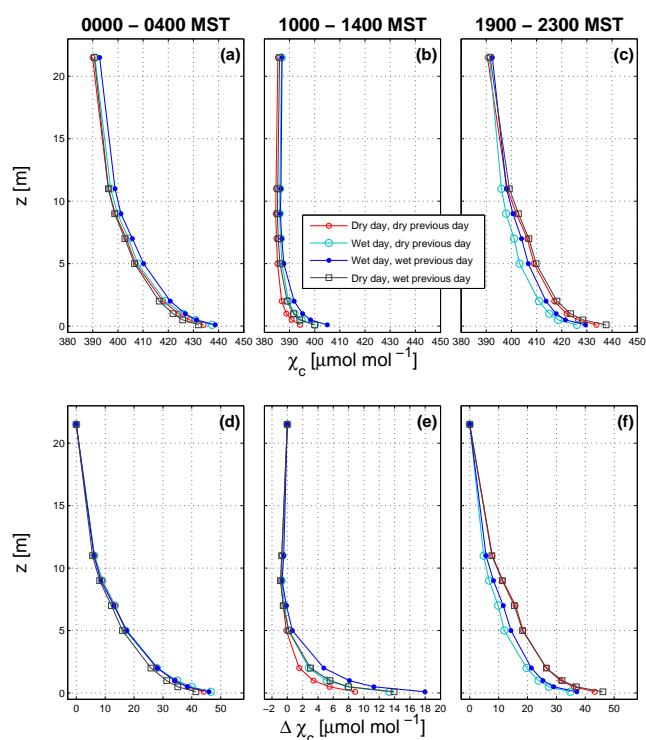 0000 – 0400 MST 1000 – 1400 MST 1900 – 2300 MST
(a) (b) (c)
20
15
10
5
0
z [m]
Dry day, dry previous day
Wet day, dry previous day
Wet day, wet previous day
Dry day, wet previous day
380 390 400 410 420 430 440 450
380 390 400 410 420 430 440 450
380 390 400 410 420 430 440 450
χc [μmol mol −1]
(d) (e) (f)
20
15
10
5
0
z [m]
0 10 20 30 40 50
−2 0 2 4 6 8 10 12 14 16 18
0 10 20 30 40 50
Δ χc [μmol mol −1]